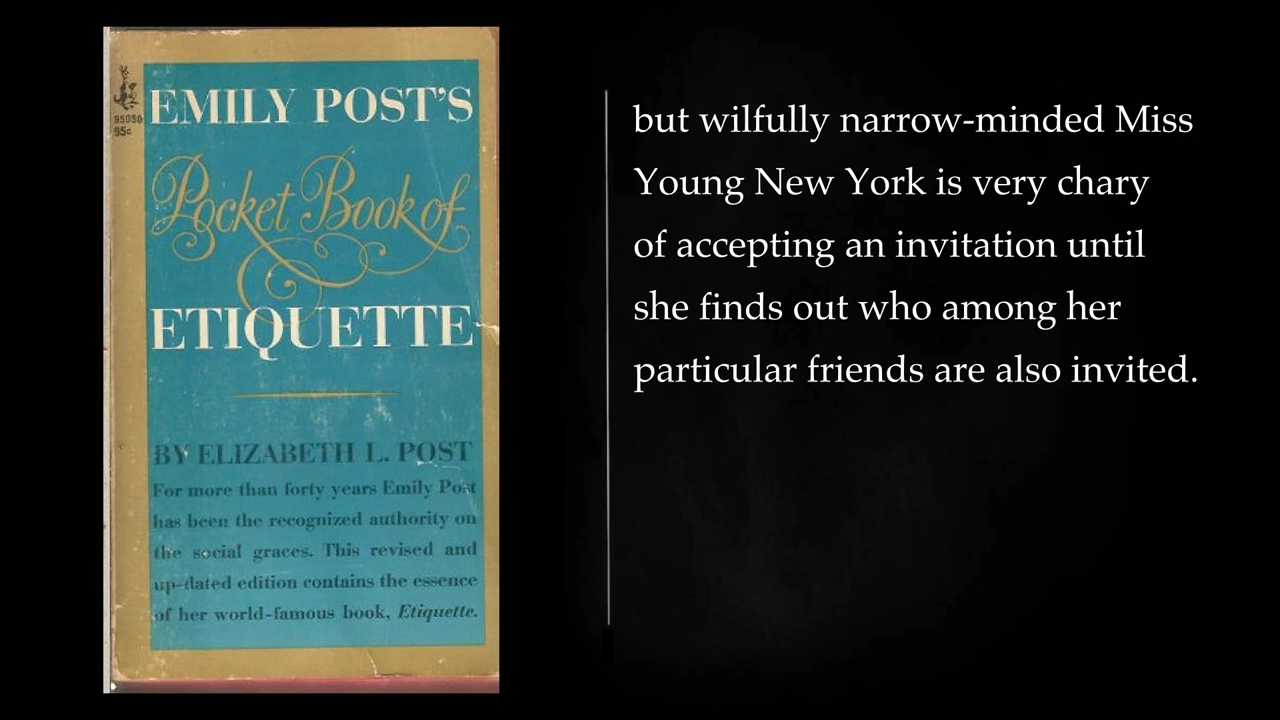 95050
95c
EMILY POST'S
Pocket Book of
ETIQUETTE
BY ELIZABETH L. POST
For more than forty years Emily Post
has been the recognized authority on
the social graces. This revised and
up-dated edition contains the essence
of her world-famous book, Etiquette.
but wilfully narrow-minded Miss
Young New York is very chary
of accepting an invitation until
she finds out who among her
particular friends are also invited.